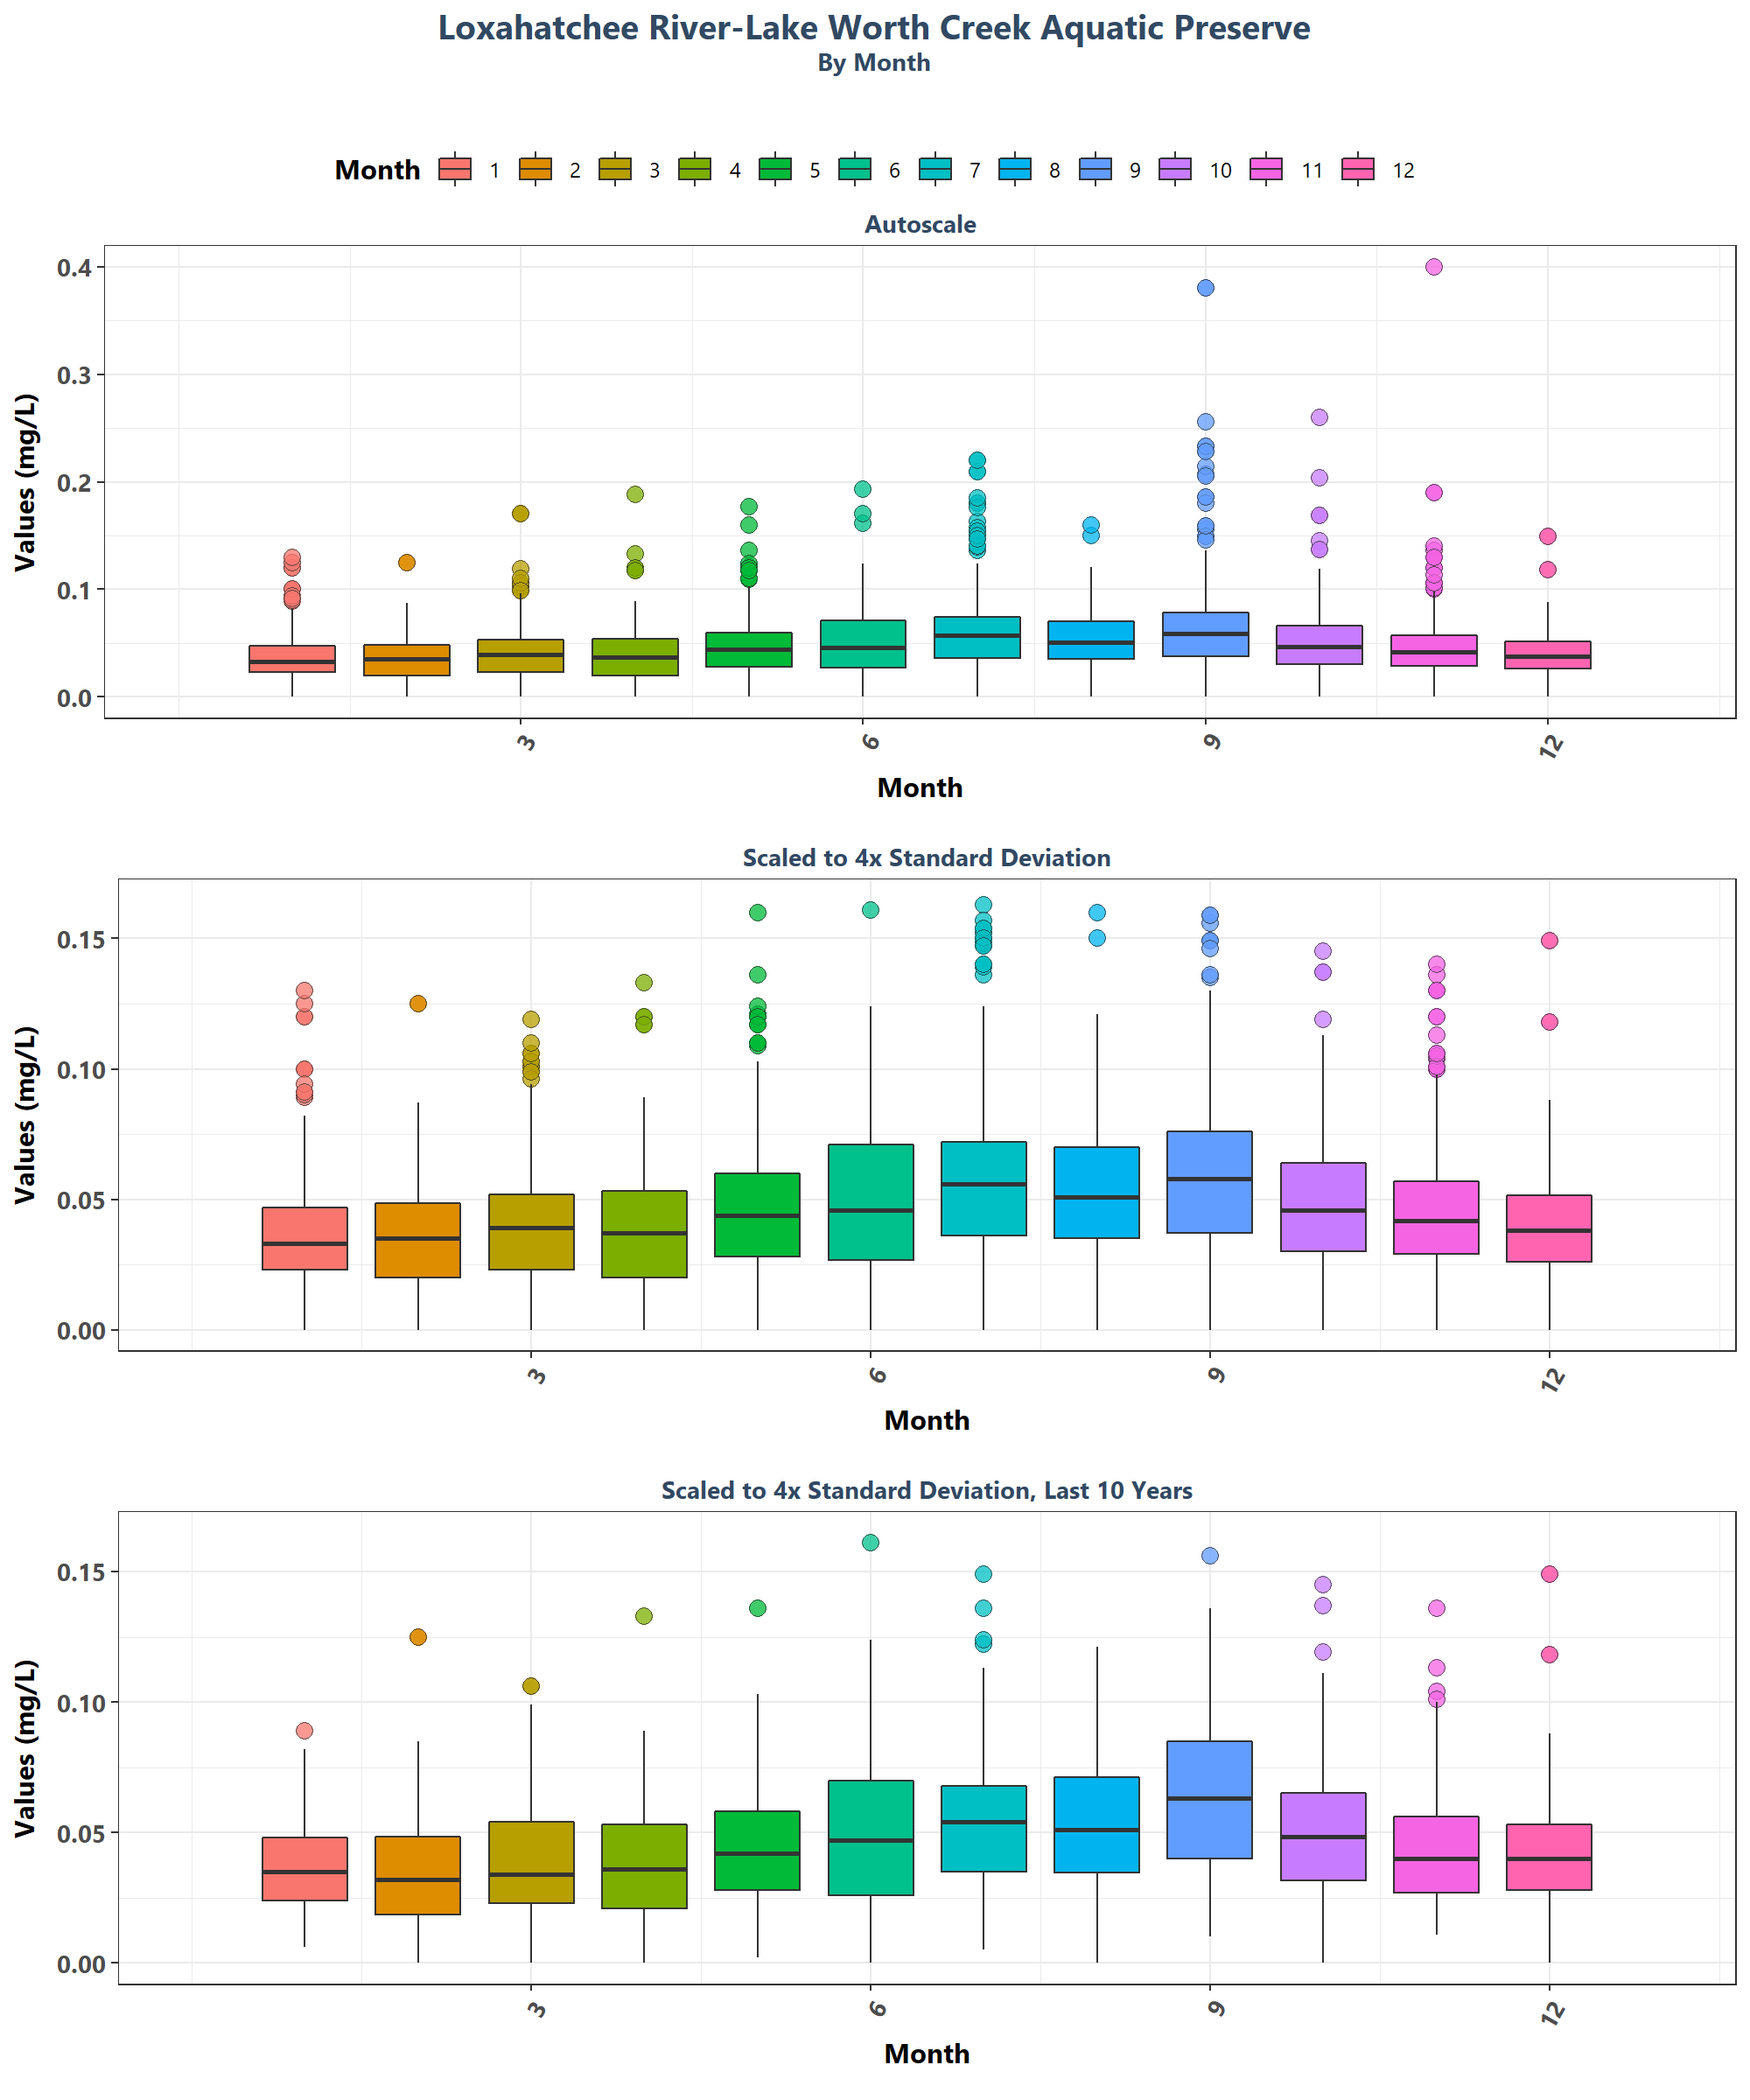 Loxahatchee River-Lake Worth Creek Aquatic Preserve
By Month
Month 1 2 3 4 5 6 7 8 9 10 11 12
Autoscale
Values (mg/L)
0.4
0.3
0.2
0.1
0.0
3 6 9 12
Month
Scaled to 4x Standard Deviation
Values (mg/L)
0.15
0.10
0.05
0.00
3 6 9 12
Month
Scaled to 4x Standard Deviation, Last 10 Years
Values (mg/L)
0.15
0.10
0.05
0.00
3 6 9 12
Month